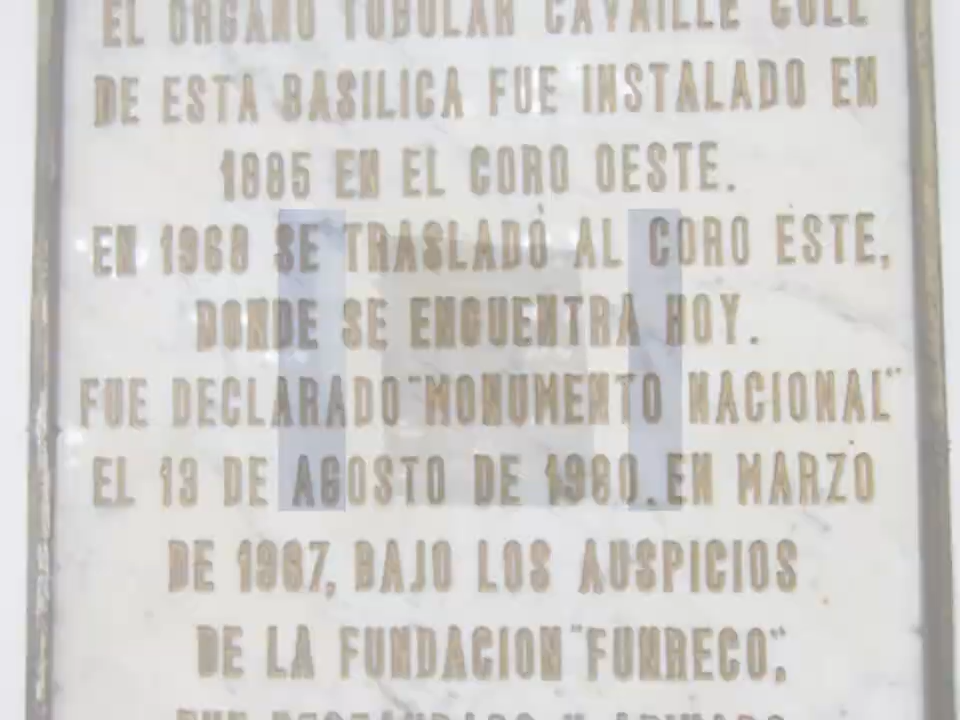 EL ORGANO TUBULAR CAVAILLE COLL
DE ESTA BASILICA FUE INSTALADO EN
1885 EN EL CORO OESTE.
EN 1968 SE TRASLADÓ AL CORO ESTE,
DONDE SE ENCUENTRA HOY.
FUE DECLARADO "MONUMENTO NACIONAL"
EL 13 DE AGOSTO DE 1980. EN MARZO
DE 1987, BAJO LOS AUSPICIOS
DE LA FUNDACION "FUNRECO",